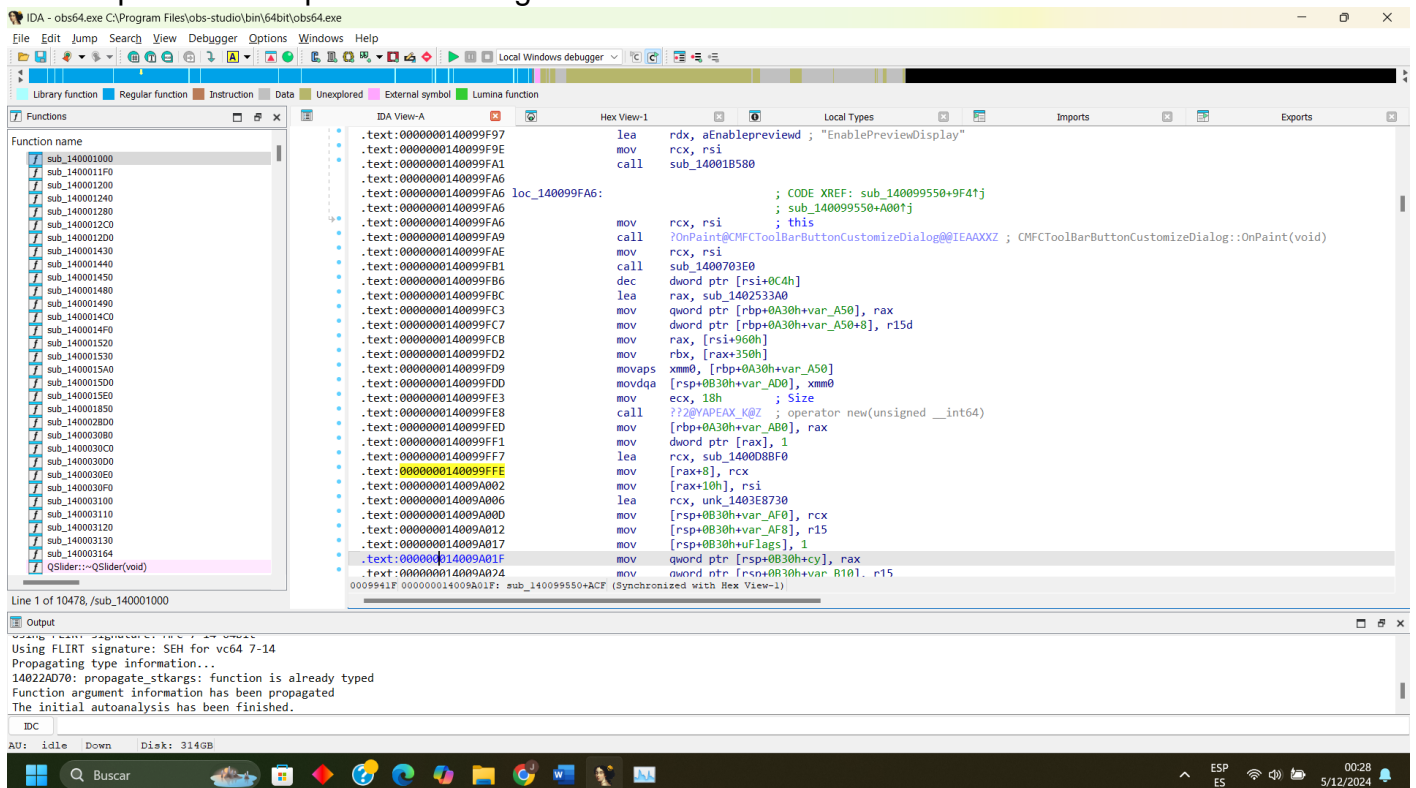 IDA - obs64.exe C:\Program Files\obs-studio\bin\64bit\obs64.exe
File Edit Jump Search View Debugger Options Windows Help
Local Windows debugger
Library function Regular function Instruction Data Unexplored External symbol Lumina function
Functions
IDA View-A Hex View-1 Local Types Imports Exports
Function name
sub_140001000
sub_1400011F0
sub_140001200
sub_140001240
sub_140001280
sub_1400012C0
sub_1400012D0
sub_140001430
sub_140001440
sub_140001450
sub_140001480
sub_140001490
sub_1400014C0
sub_1400014F0
sub_140001520
sub_140001530
sub_1400015A0
sub_1400015D0
sub_1400015E0
sub_140001850
sub_140002BD0
sub_1400030B0
sub_1400030C0
sub_1400030D0
sub_1400030E0
sub_1400030F0
sub_140003100
sub_140003110
sub_140003120
sub_140003130
sub_140003164
QSlider::~QSlider(void)
Line 1 of 10478, /sub_140001000
.text:0000000140099F97 lea rdx, aEnablepreviewd ; "EnablePreviewDisplay"
.text:0000000140099F9E mov rcx, rsi
.text:0000000140099FA1 call sub_14001B580
.text:0000000140099FA6
.text:0000000140099FA6 loc_140099FA6: ; CODE XREF: sub_140099550+9F4↑j
.text:0000000140099FA6 ; sub_140099550+A00↑j
.text:0000000140099FA6 mov rcx, rsi ; this
.text:0000000140099FA9 call ?OnPaint@CMFCToolBarButtonCustomizeDialog@@IEAAXXZ ; CMFCToolBarButtonCustomizeDialog::OnPaint(void)
.text:0000000140099FAE mov rcx, rsi
.text:0000000140099FB1 call sub_1400703E0
.text:0000000140099FB6 dec dword ptr [rsi+0C4h]
.text:0000000140099FBC lea rax, sub_1402533A0
.text:0000000140099FC3 mov qword ptr [rbp+0A30h+var_A50], rax
.text:0000000140099FC7 mov dword ptr [rbp+0A30h+var_A50+8], r15d
.text:0000000140099FCB mov rax, [rsi+960h]
.text:0000000140099FD2 mov rbx, [rax+350h]
.text:0000000140099FD9 movaps xmm0, [rbp+0A30h+var_A50]
.text:0000000140099FDD movdqa [rsp+0B30h+var_AD0], xmm0
.text:0000000140099FE3 mov ecx, 18h ; Size
.text:0000000140099FE8 call ??2@YAPEAX_K@Z ; operator new(unsigned __int64)
.text:0000000140099FED mov [rbp+0A30h+var_AB0], rax
.text:0000000140099FF1 mov dword ptr [rax], 1
.text:0000000140099FF7 lea rcx, sub_1400D8BF0
.text:0000000140099FFE mov [rax+8], rcx
.text:000000014009A002 mov [rax+10h], rsi
.text:000000014009A006 lea rcx, unk_1403E8730
.text:000000014009A00D mov [rsp+0B30h+var_AF0], rcx
.text:000000014009A012 mov [rsp+0B30h+var_AF8], r15
.text:000000014009A017 mov [rsp+0B30h+uFlags], 1
.text:000000014009A01F mov qword ptr [rsp+0B30h+cy], rax
.text:000000014009A024 mov qword ptr [rsp+0B30h+var_B10], r15
0009941F 000000014009A01F: sub_140099550+ACF (Synchronized with Hex View-1)
Output
Using FLIRT signature: MFC 7-14 64bit
Using FLIRT signature: SEH for vc64 7-14
Propagating type information...
14022AD70: propagate_stkargs: function is already typed
Function argument information has been propagated
The initial autoanalysis has been finished.
IDC
AU: idle Down Disk: 314GB
Buscar
ESP
ES
00:28
5/12/2024